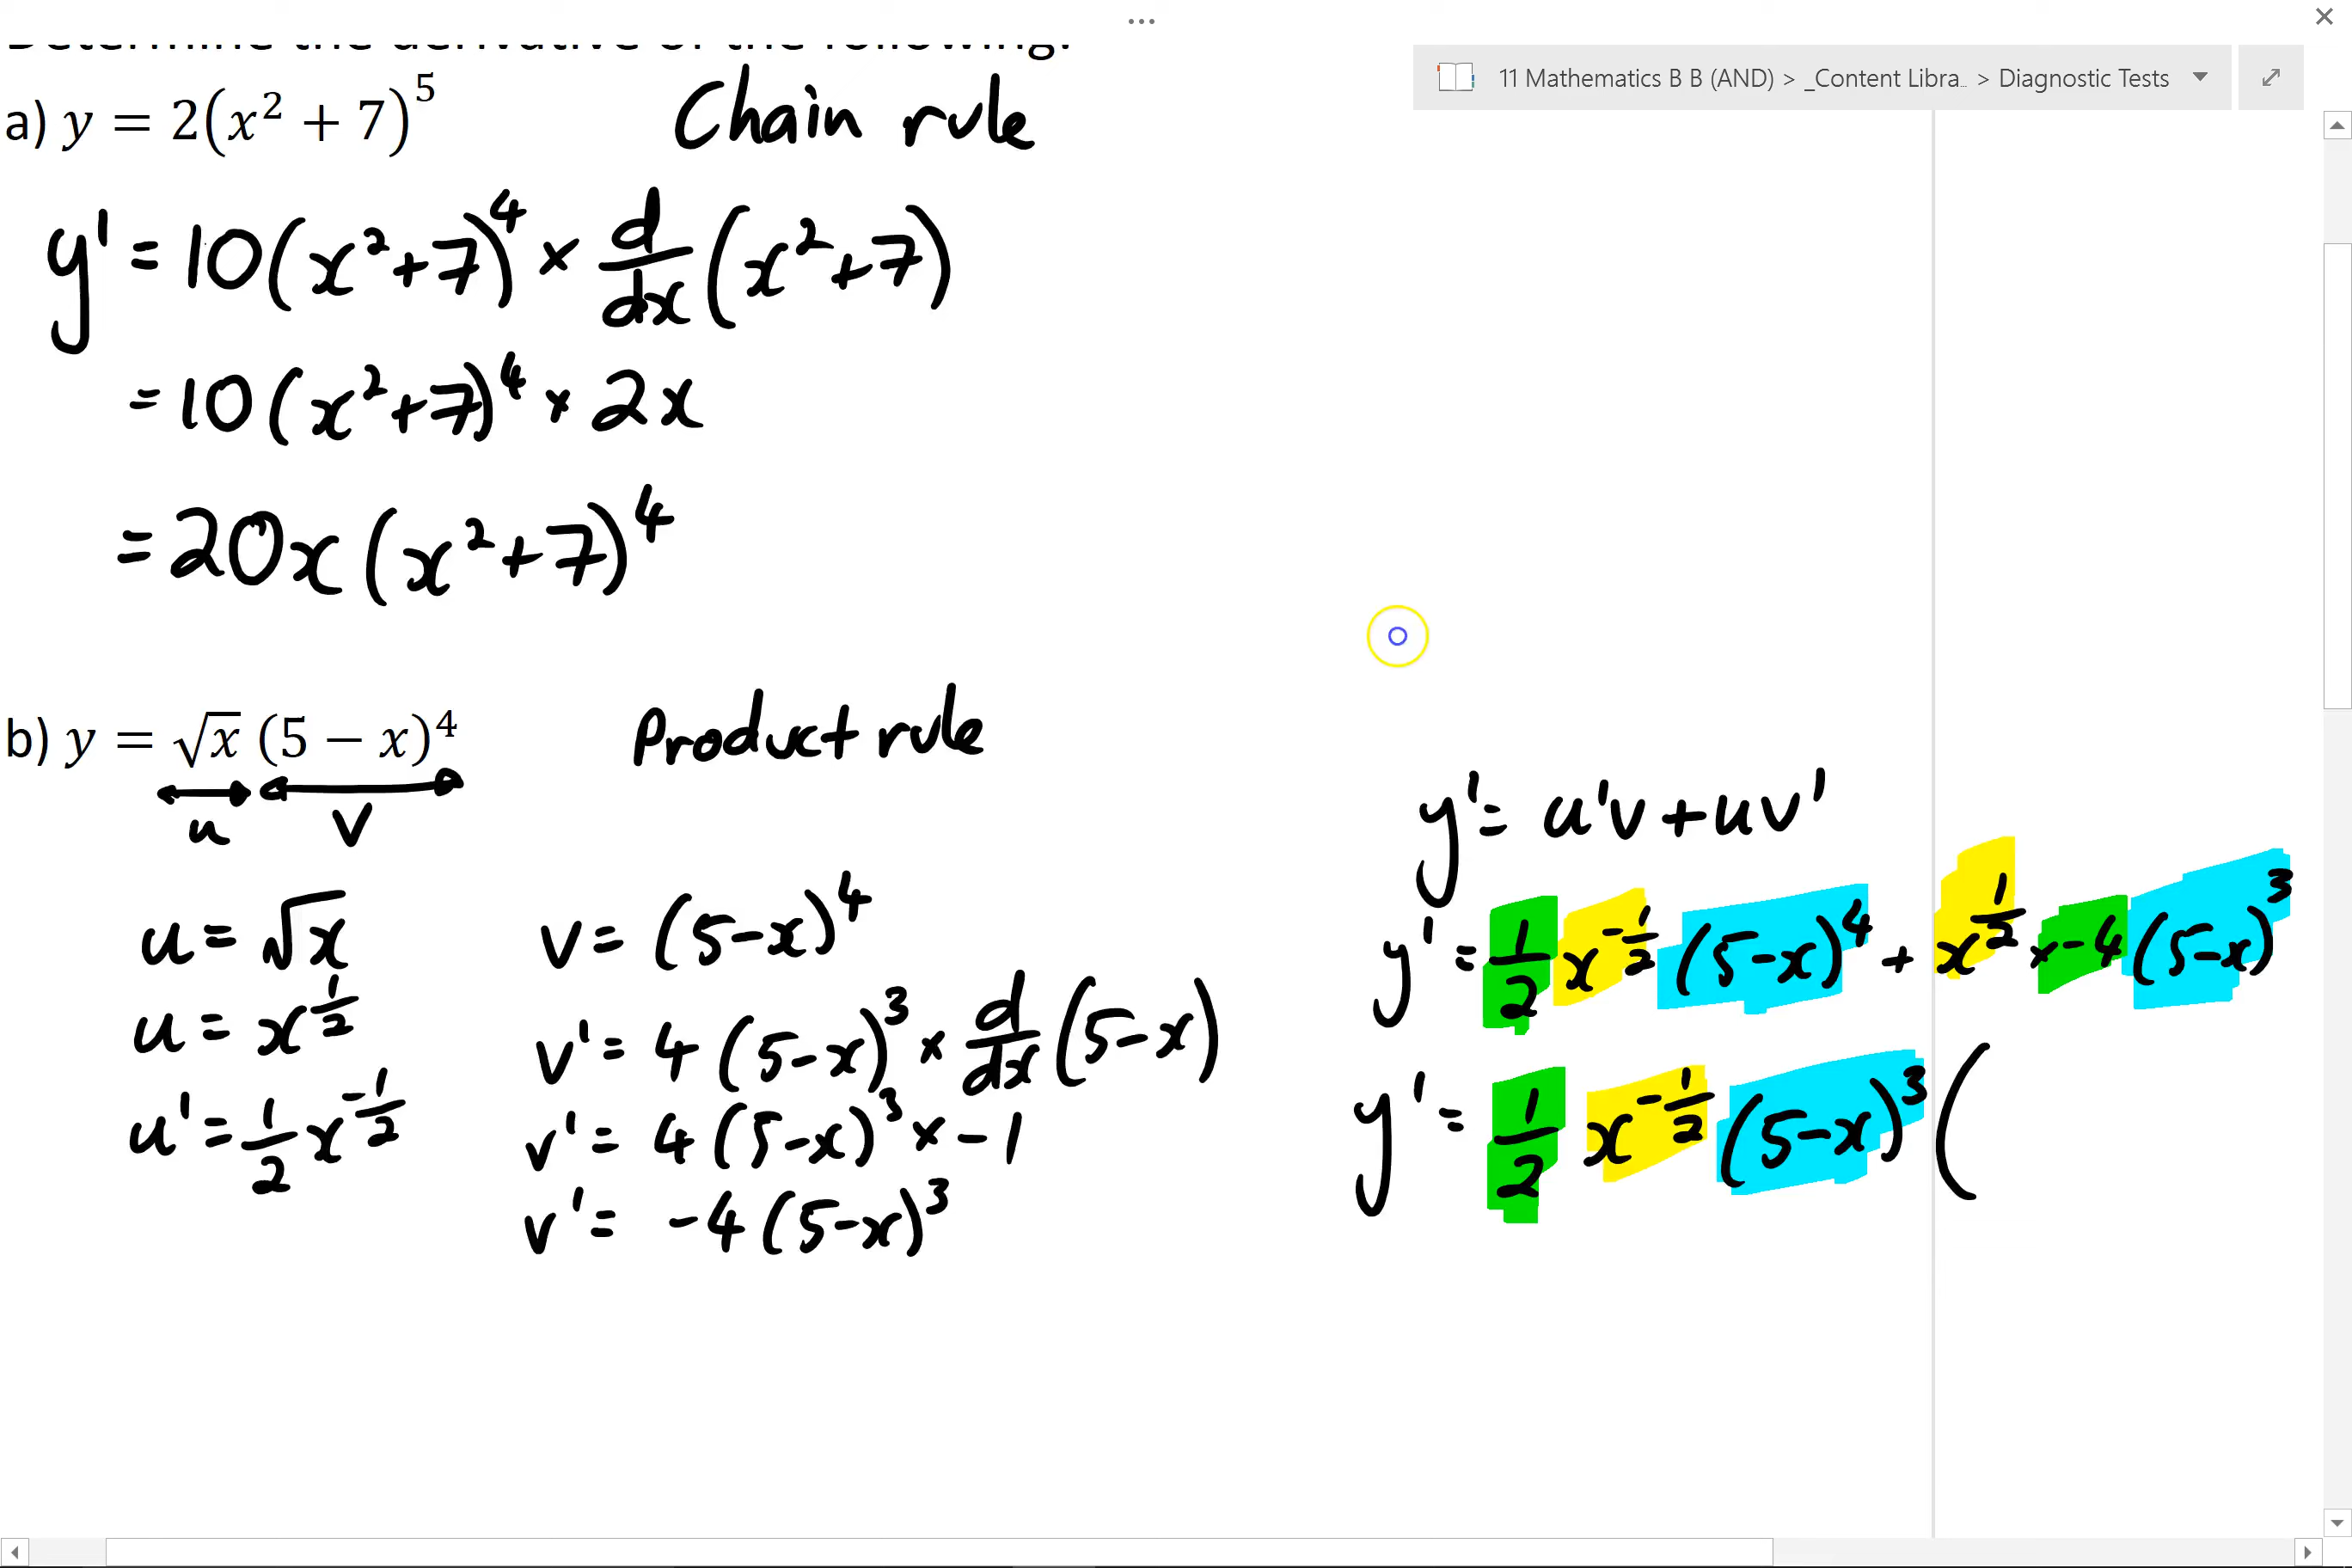 Determine the derivative of the following:
11 Mathematics B B (AND) > _Content Libra... > Diagnostic Tests
a) y = 2(x² + 7)⁵
Chain rule
y' = 10(x²+7)⁴ × d/dx (x²+7)
= 10(x²+7)⁴ × 2x
= 20x(x²+7)⁴
b) y = √x (5 − x)⁴
Product rule
u v
u = √x
u = x^(1/2)
u' = 1/2 x^(-1/2)
v = (5-x)⁴
v' = 4(5-x)³ × d/dx (5-x)
v' = 4(5-x)³ × -1
v' = -4(5-x)³
y' = u'v + uv'
y' = 1/2 x^(-1/2) (5-x)⁴ + x^(1/2) × -4(5-x)³
y' = 1/2 x^(-1/2) (5-x)³ (